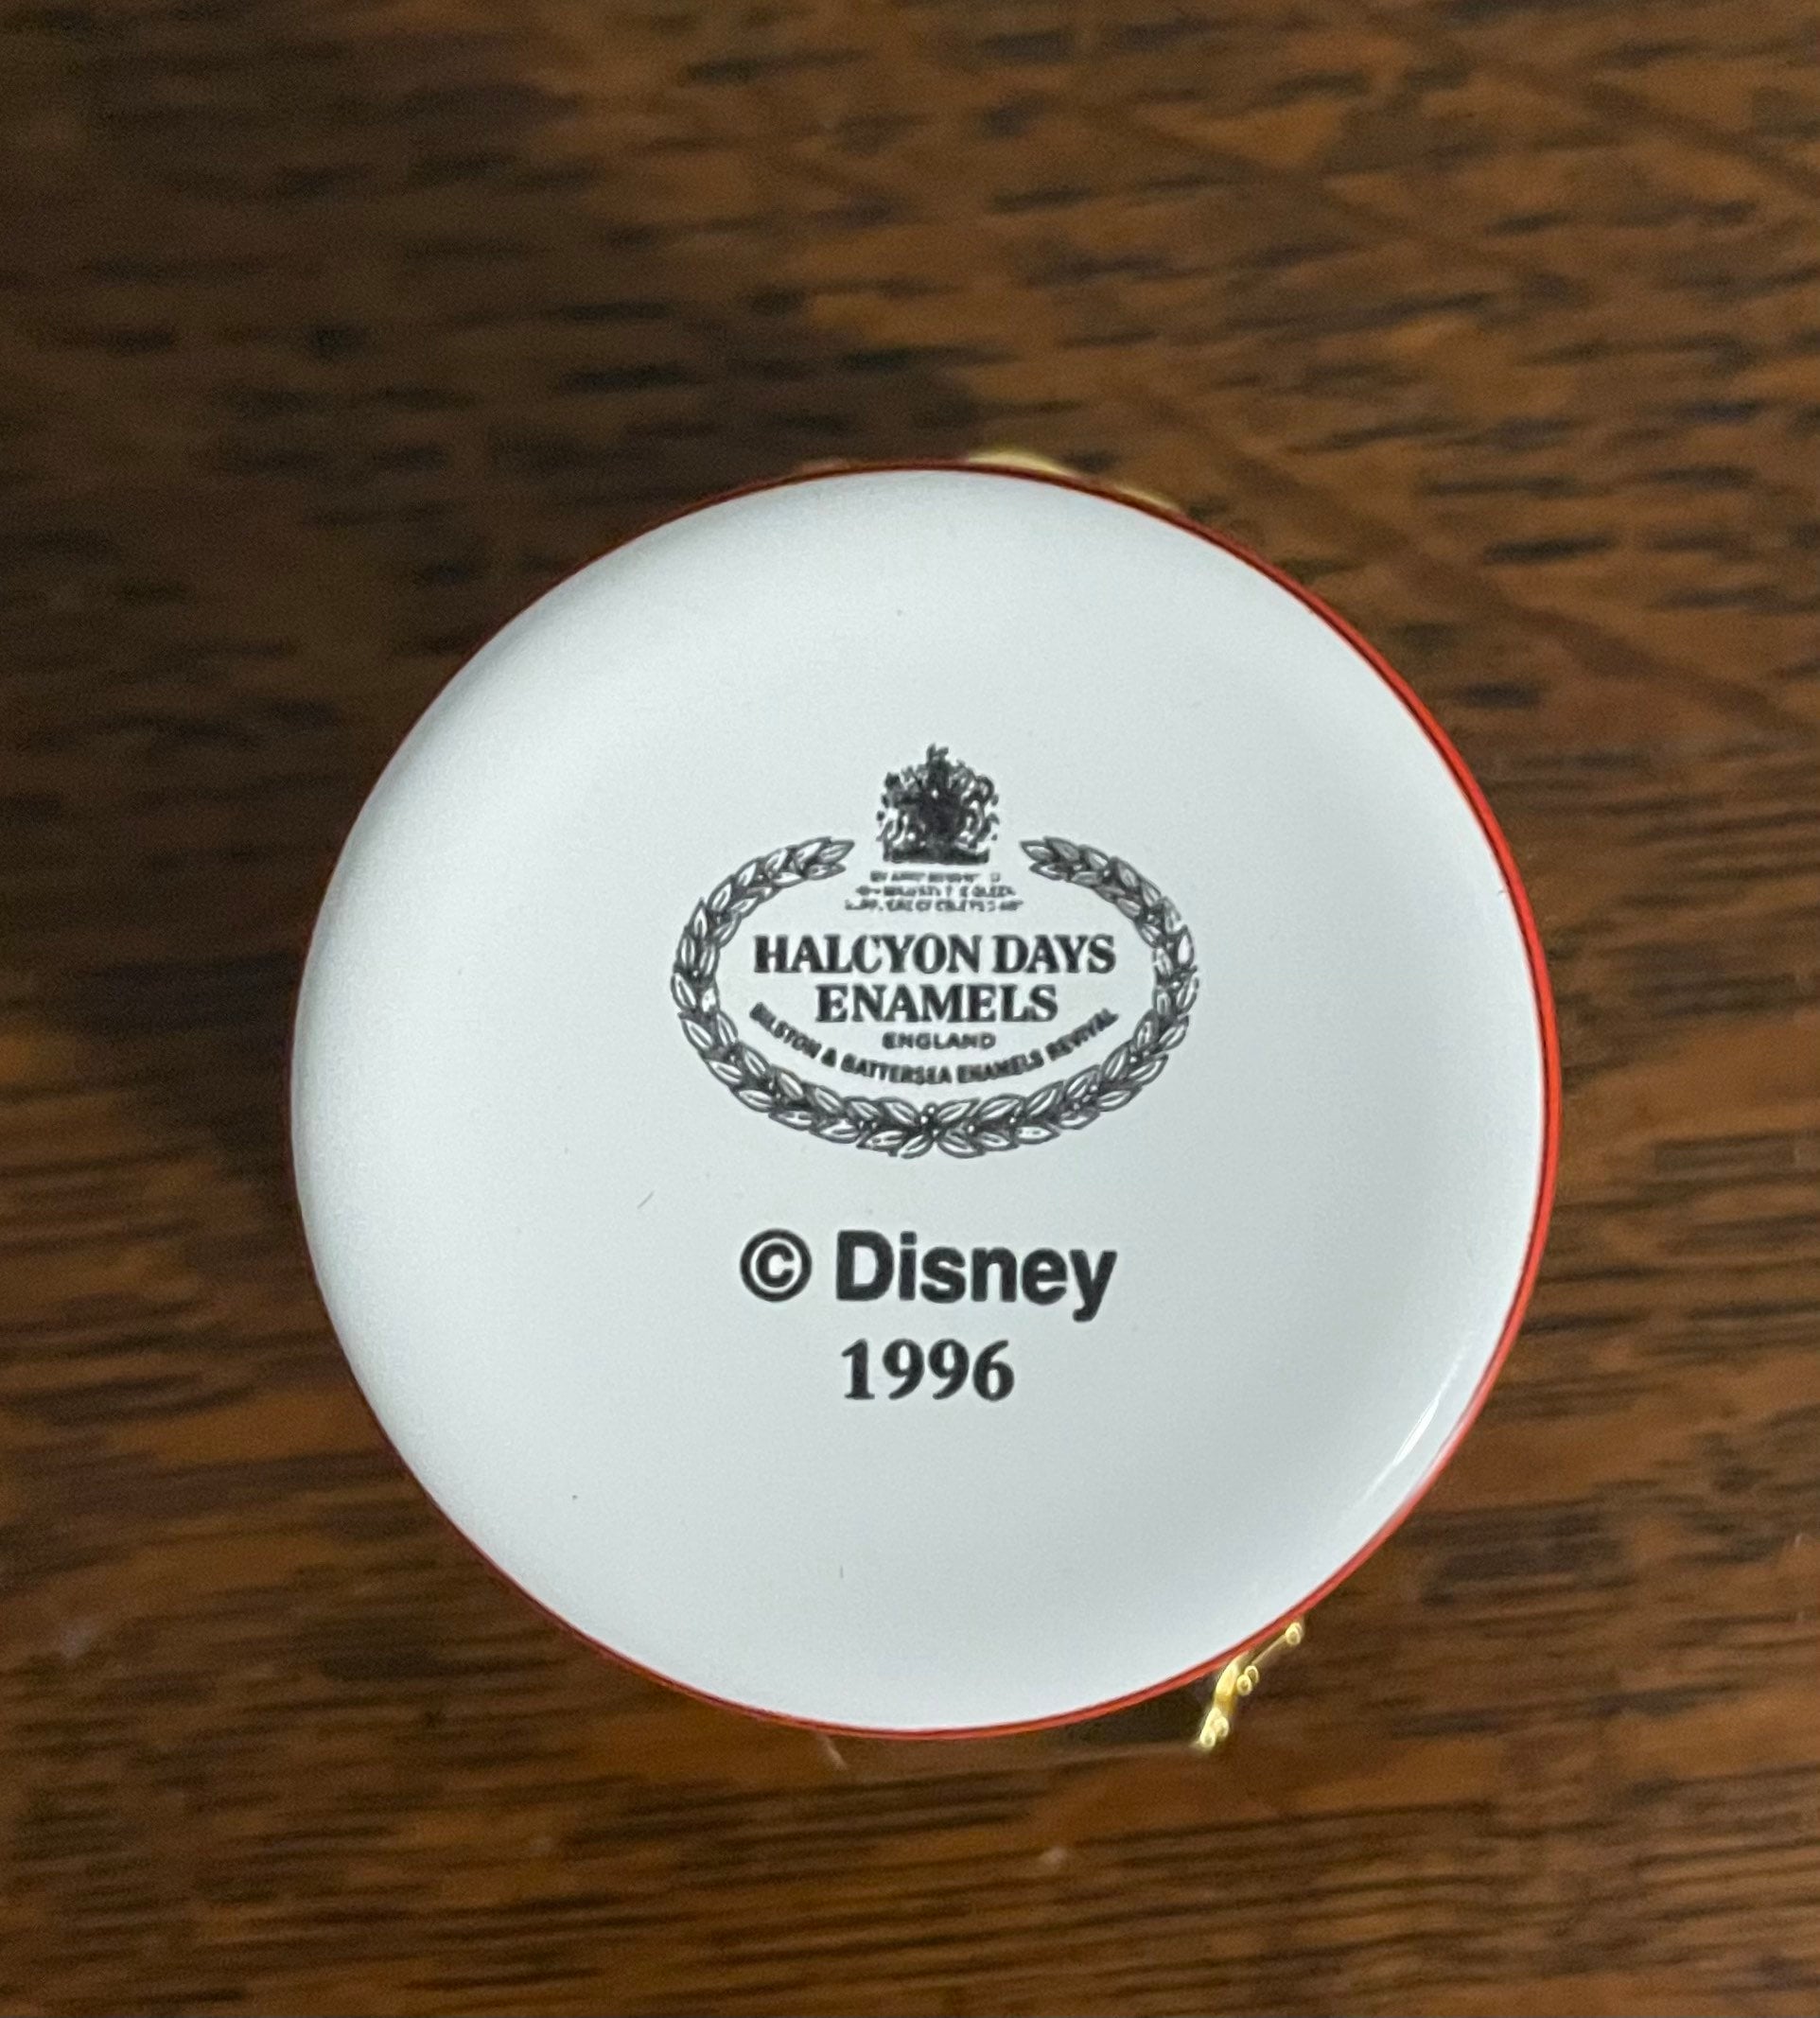 HALCYON DAYS
ENAMELS
ENGLAND
BILSTON & BATTERSEA ENAMELS REVIVAL
© Disney
1996